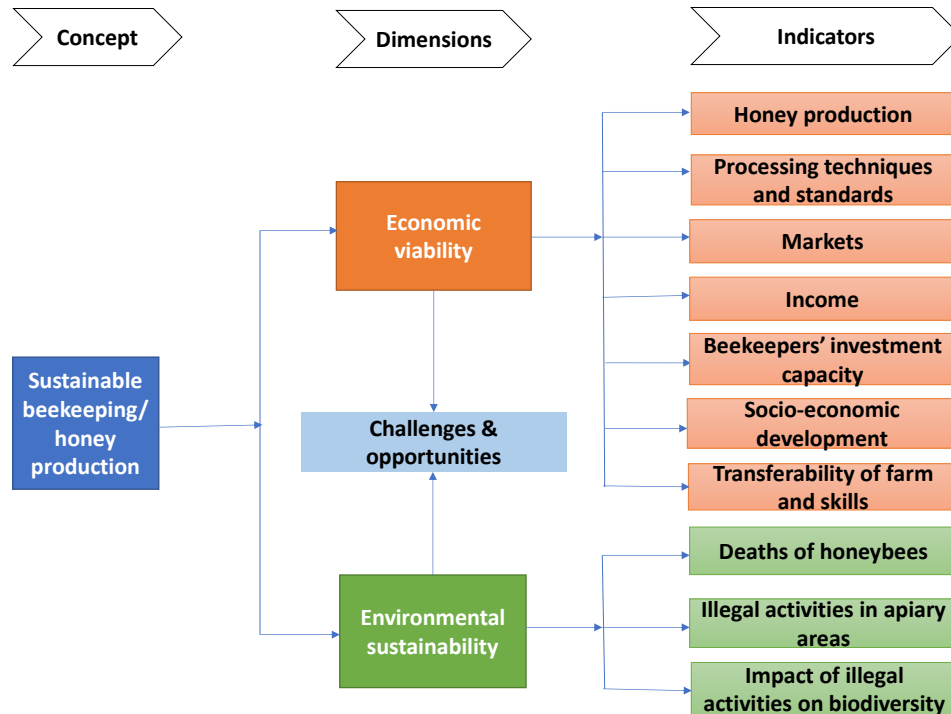 Concept
Dimensions
Indicators
Honey production
Processing techniques
and standards
Economic
viability
Markets
Income
Sustainable
beekeeping/
honey
production
Beekeepers’ investment
capacity
Challenges &
opportunities
Socio-economic
development
Transferability of farm
and skills
Deaths of honeybees
Environmental
sustainability
Illegal activities in apiary
areas
Impact of illegal
activities on biodiversity